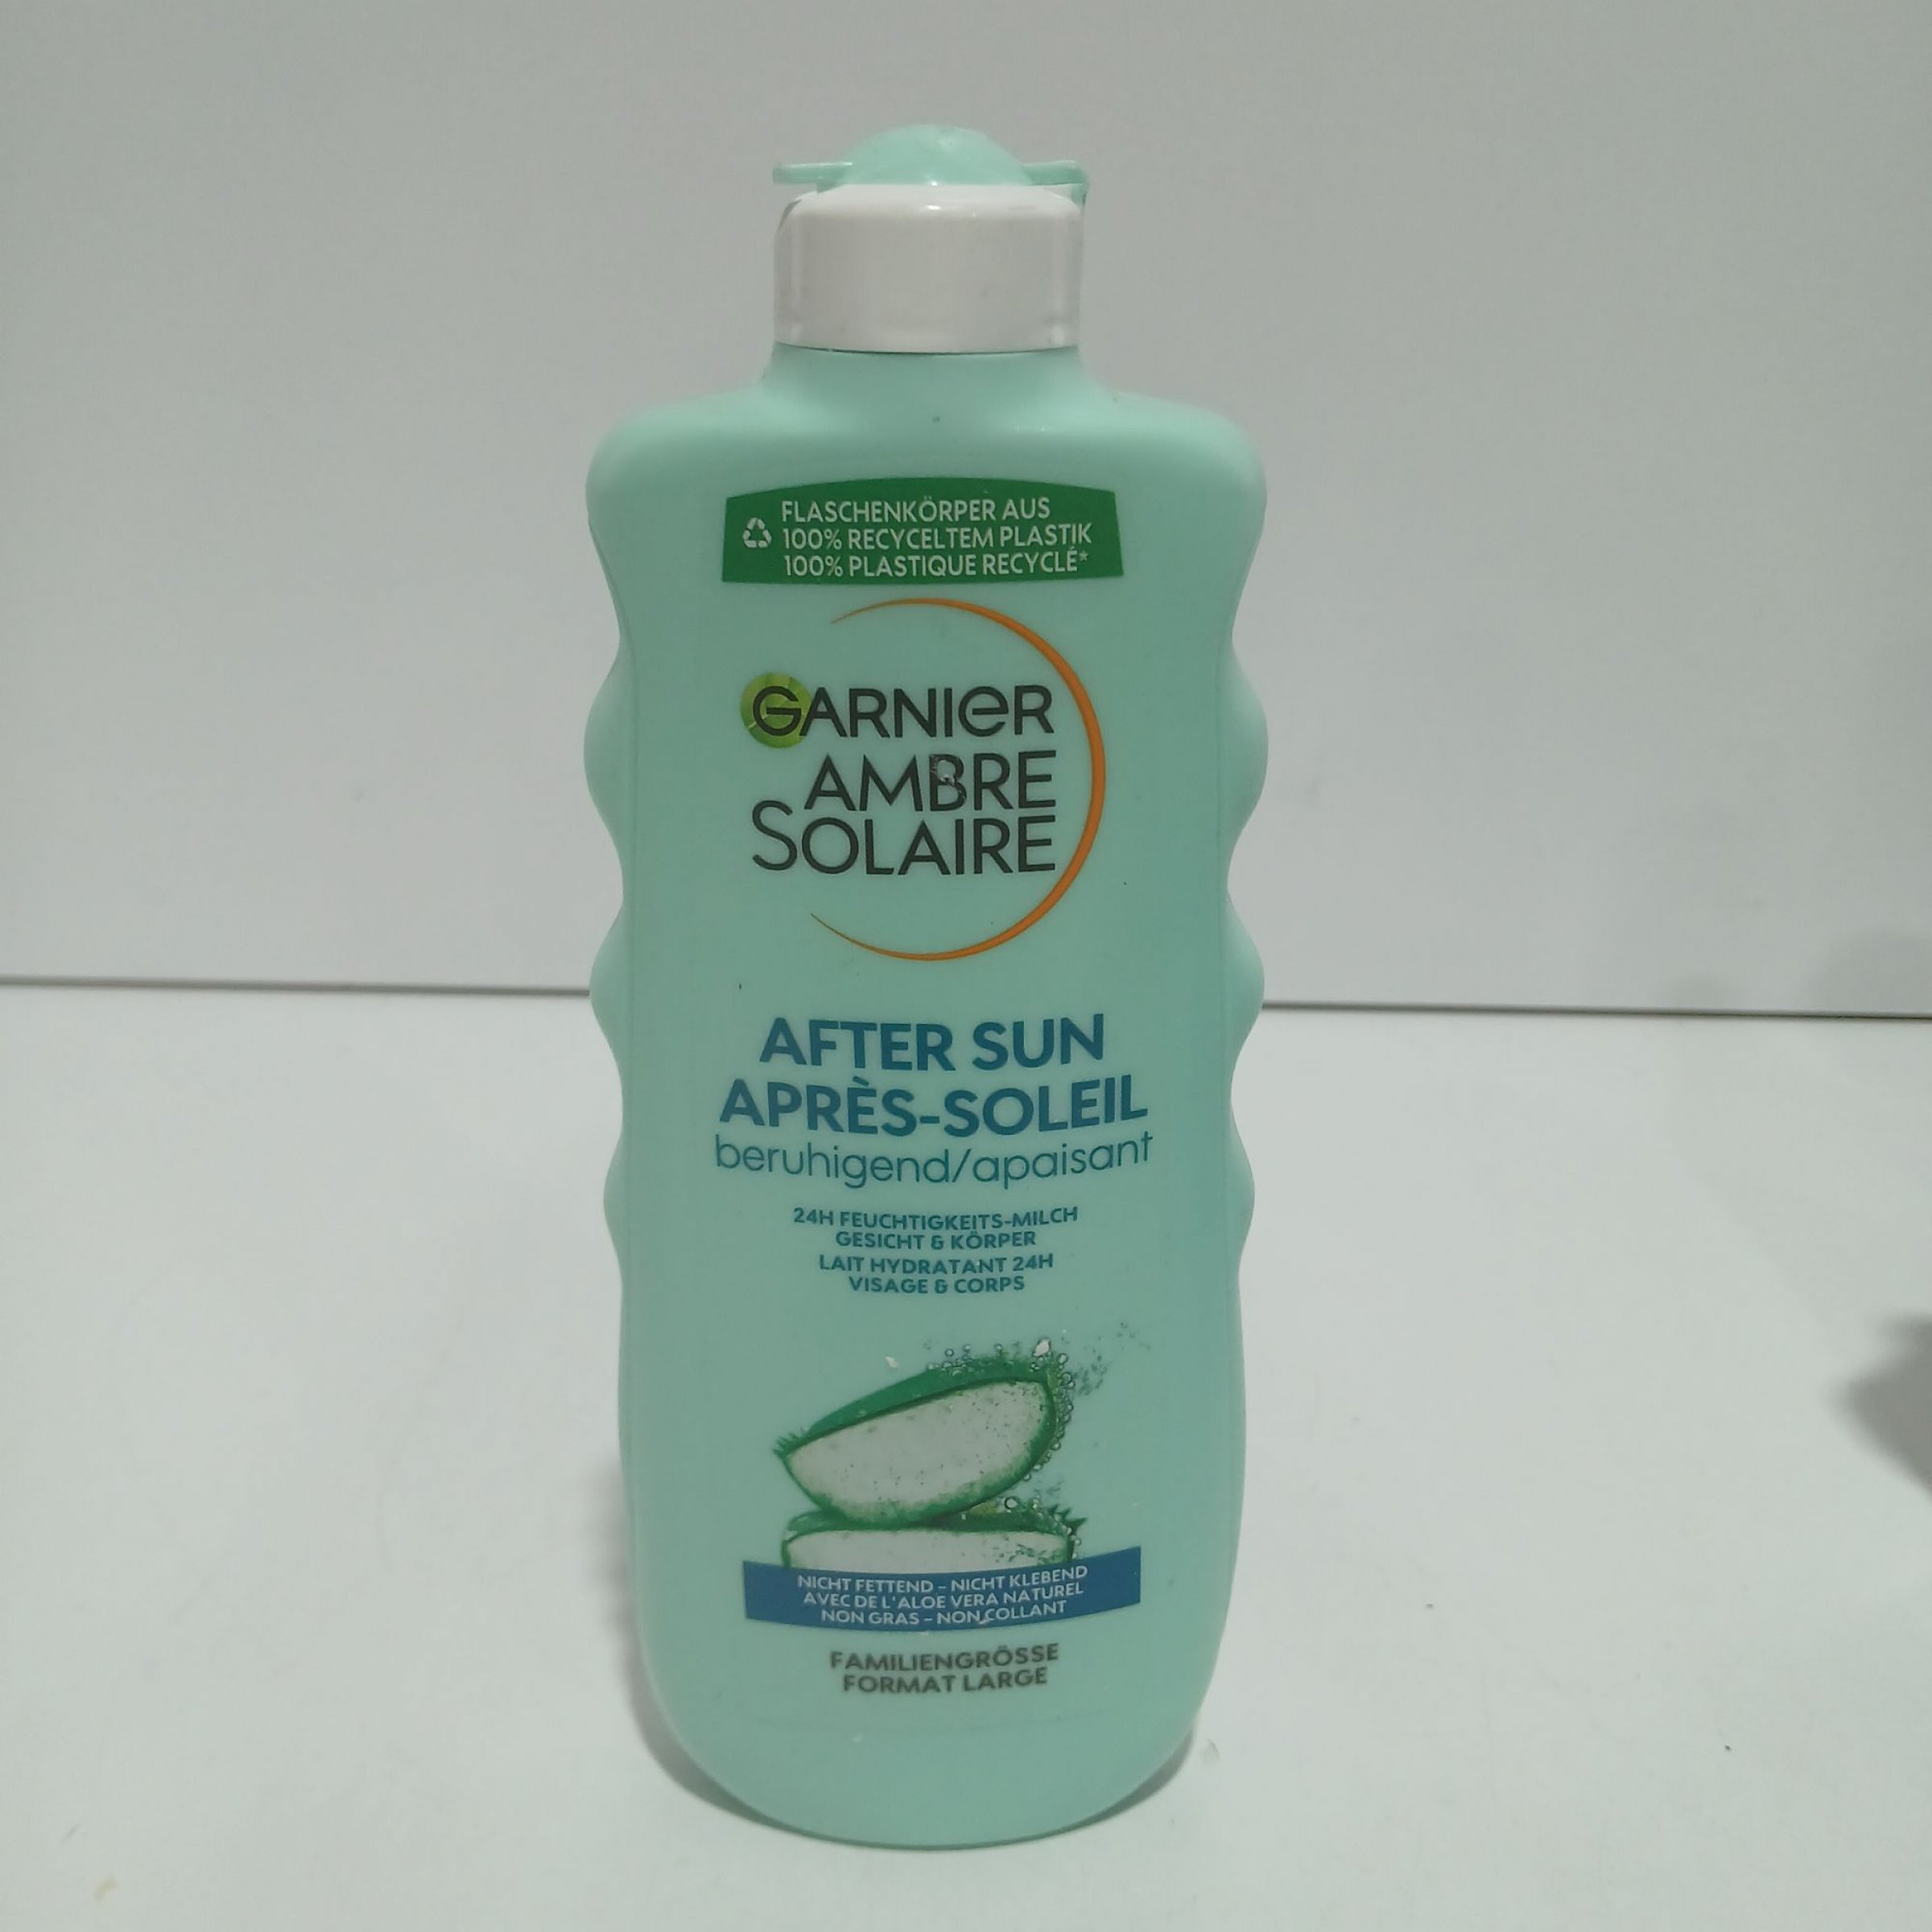 FLASCHENKÖRPER AUS
100% RECYCELTEM PLASTIK
100% PLASTIQUE RECYCLÉ*
GARNIER
AMBRE
SOLAIRE
AFTER SUN
APRÈS-SOLEIL
beruhigend/apaisant
24H FEUCHTIGKEITS-MILCH
GESICHT & KÖRPER
LAIT HYDRATANT 24H
VISAGE & CORPS
NICHT FETTEND - NICHT KLEBEND
AVEC DE L'ALOE VERA NATUREL
NON GRAS - NON COLLANT
FAMILIENGRÖSSE
FORMAT LARGE